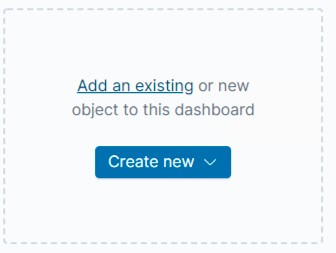 Add an existing or new
object to this dashboard
Create new